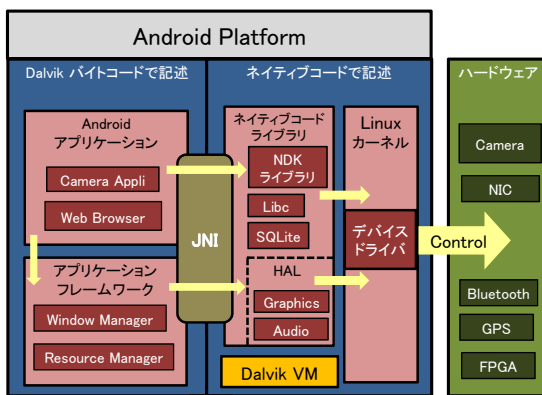 Android Platform
Dalvik バイトコードで記述
ネイティブコードで記述
ハードウェア
Android
アプリケーション
Camera Appli
Web Browser
アプリケーション
フレームワーク
Window Manager
Resource Manager
JNI
ネイティブコード
ライブラリ
NDK
ライブラリ
Libc
SQLite
HAL
Graphics
Audio
Dalvik VM
Linux
カーネル
デバイス
ドライバ
Control
Camera
NIC
Bluetooth
GPS
FPGA